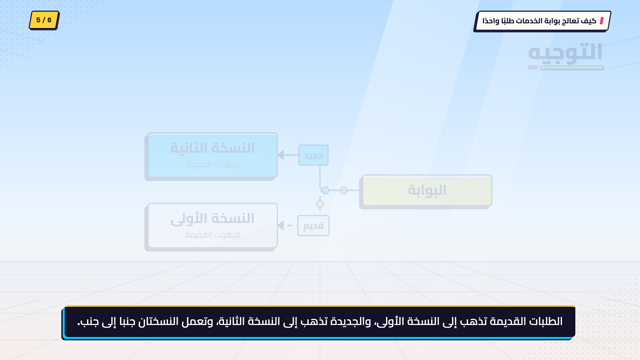 كيف تعالج بوابة الخدمات طلبًا واحدًا
5 / 6
التوجيه
النسخة الثانية
للطلبات الجديدة
جديد
البوابة
النسخة الأولى
للطلبات القديمة
قديم
الطلبات القديمة تذهب إلى النسخة الأولى، والجديدة تذهب إلى النسخة الثانية، وتعمل النسختان جنبا إلى جنب.